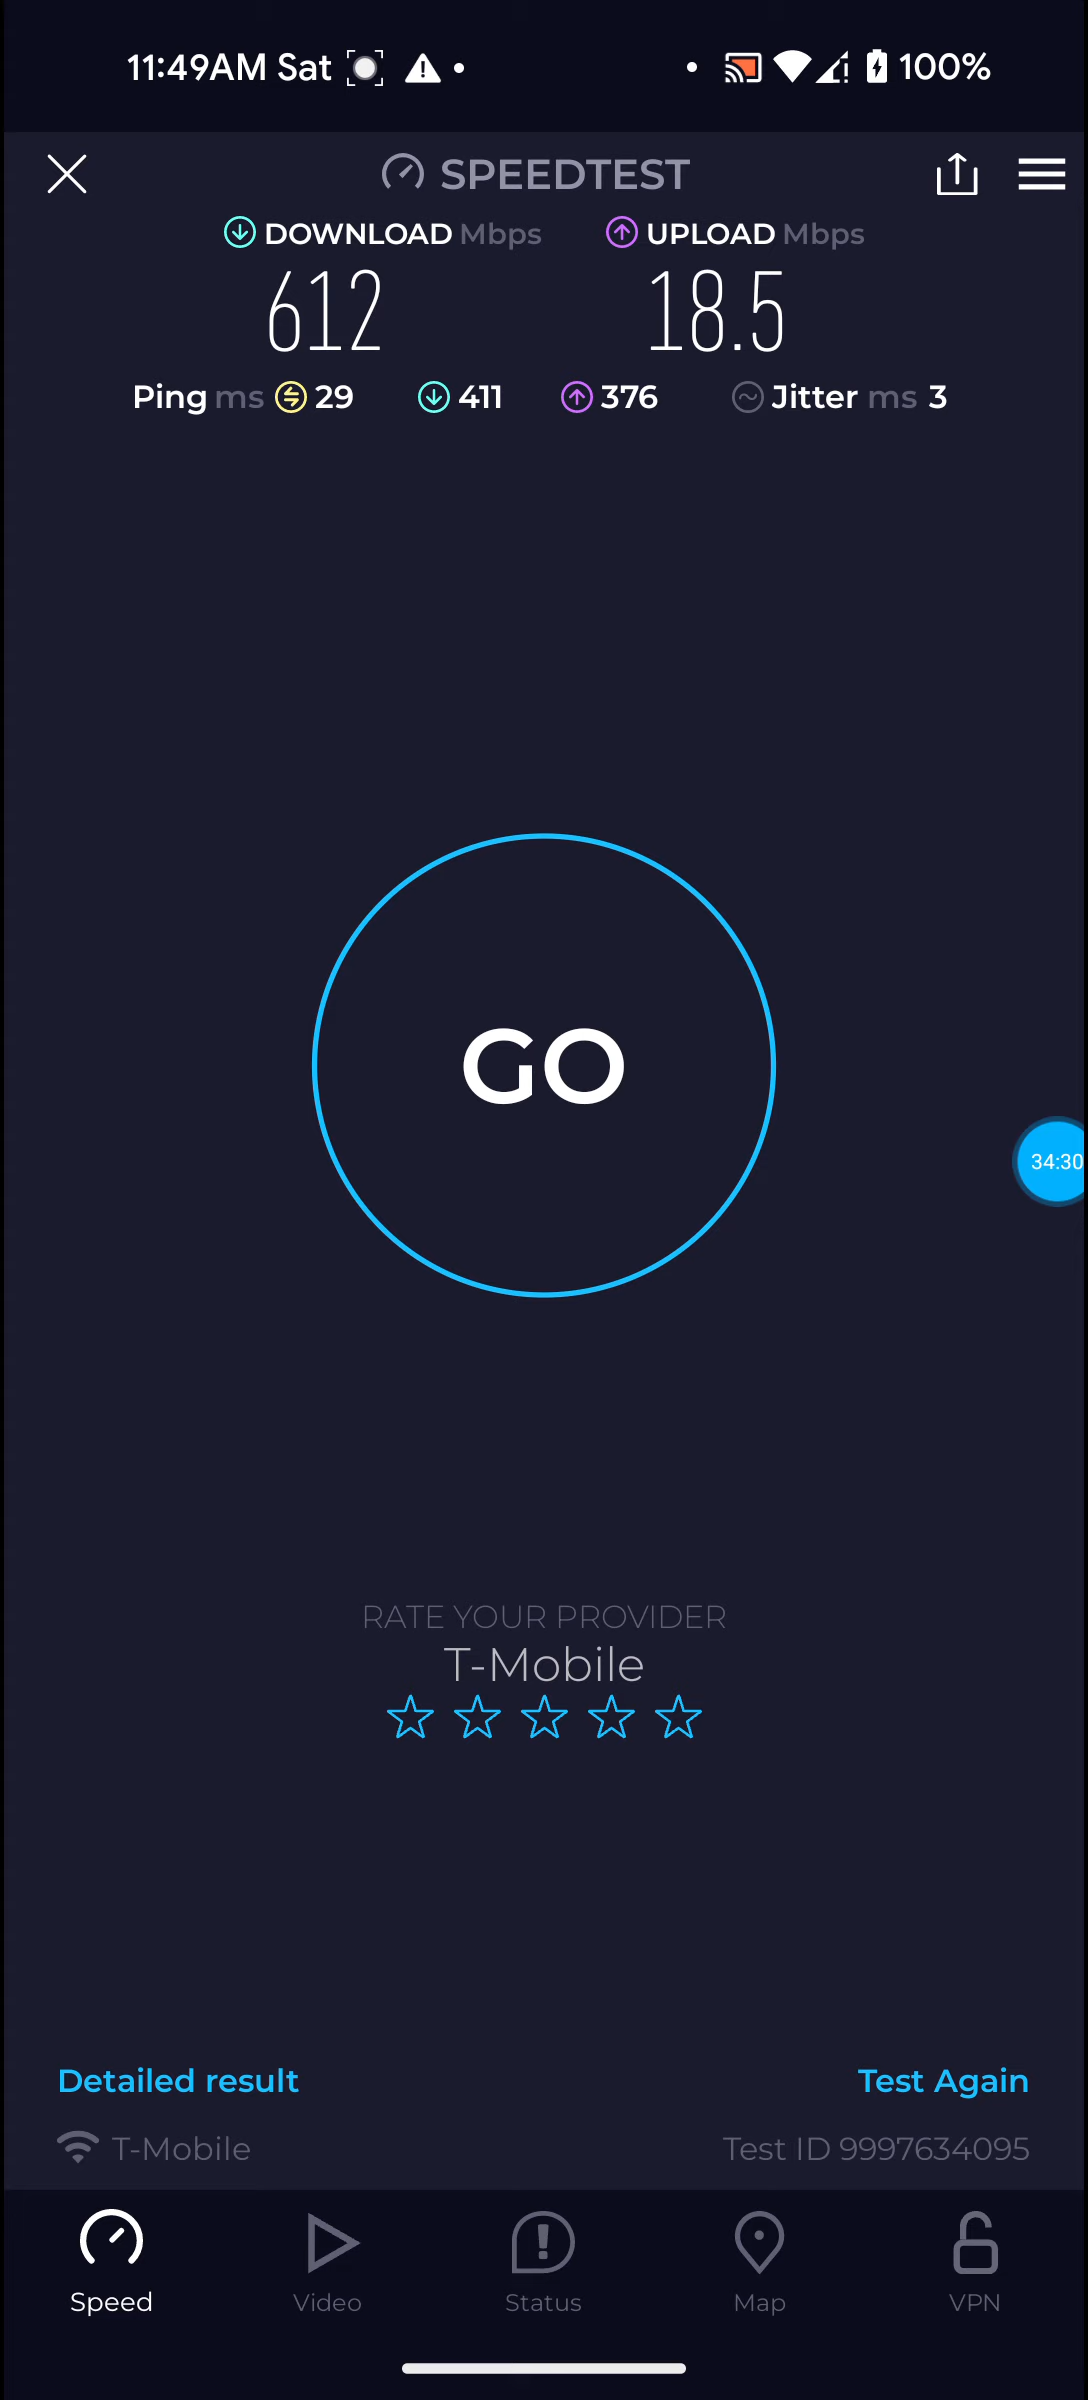 11:49AM Sat 100%
SPEEDTEST
DOWNLOAD Mbps UPLOAD Mbps
612 18.5
Ping ms 29 411 376 Jitter ms 3
GO
34:30
RATE YOUR PROVIDER
T-Mobile
Detailed result Test Again
T-Mobile Test ID 9997634095
Speed Video Status Map VPN